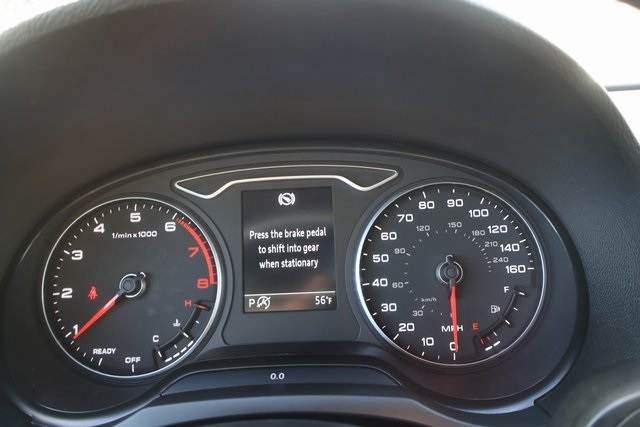 1/min x 1000
1
2
3
4
5
6
7
8
H
C
READY
OFF
Press the brake pedal
to shift into gear
when stationary
P
56°F
0.0
0
10
20
30
40
50
60
70
80
90
100
120
140
160
MPH
km/h
30
60
90
120
150
180
210
240
F
E